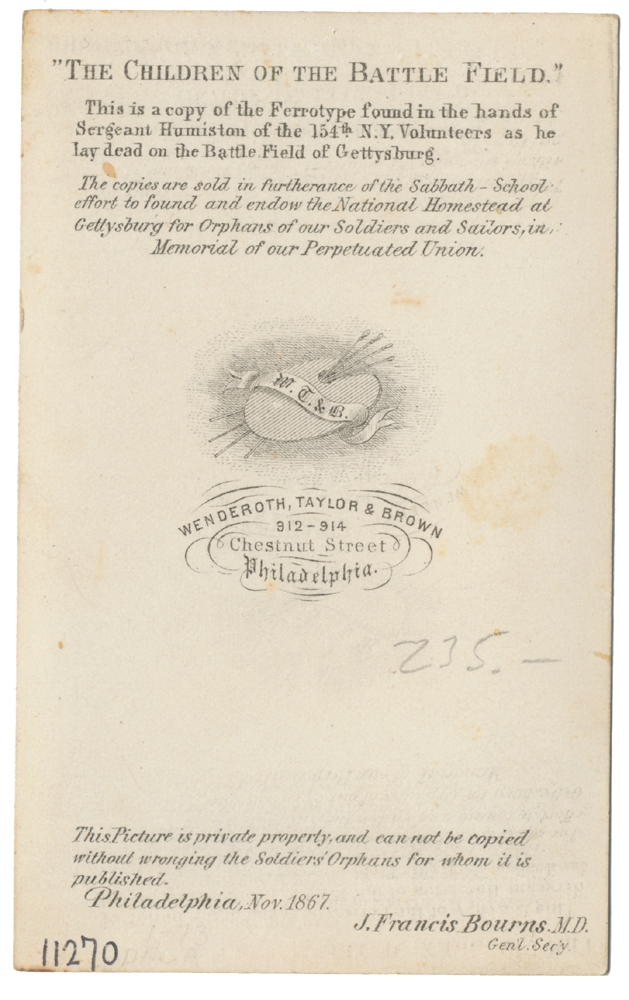 "THE CHILDREN OF THE BATTLE FIELD."
This is a copy of the Ferrotype found in the hands of
Sergeant Humiston of the 154th N.Y. Volunteers as he
lay dead on the Battle Field of Gettysburg.
The copies are sold in furtherance of the Sabbath-School
effort to found and endow the National Homestead at
Gettysburg for Orphans of our Soldiers and Sailors, in
Memorial of our Perpetuated Union.
W. T. & B.
WENDEROTH, TAYLOR & BROWN
912-914
Chestnut Street
Philadelphia.
235.—
This Picture is private property, and can not be copied
without wronging the Soldiers' Orphans for whom it is
published.
Philadelphia, Nov. 1867.
J. Francis Bourns. M.D.
Gen'l. Sec'y.
11270